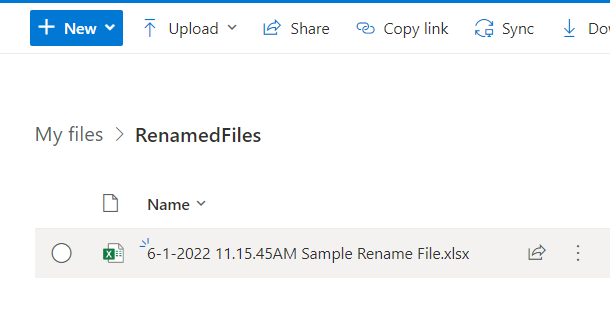 New Upload Share Copy link Sync
My files > RenamedFiles
Name
6-1-2022 11.15.45AM Sample Rename File.xlsx